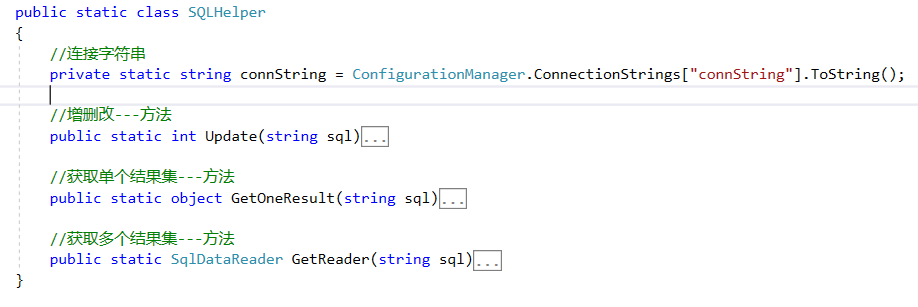 public static class SQLHelper
{
//连接字符串
private static string connString = ConfigurationManager.ConnectionStrings["connString"].ToString();
//增删改---方法
public static int Update(string sql)...
//获取单个结果集---方法
public static object GetOneResult(string sql)...
//获取多个结果集---方法
public static SqlDataReader GetReader(string sql)...
}